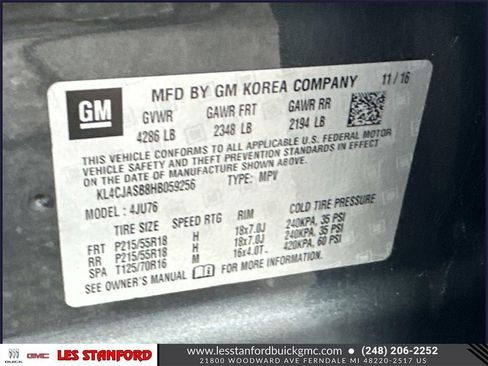 GM
MFD BY GM KOREA COMPANY 11/16
GVWR GAWR FRT GAWR RR
4286 LB 2348 LB 2194 LB
THIS VEHICLE CONFORMS TO ALL APPLICABLE U.S. FEDERAL MOTOR
VEHICLE SAFETY AND THEFT PREVENTION STANDARDS IN EFFECT
ON THE DATE OF MANUFACTURE SHOWN ABOVE.
KL4CJASB8HB059256 TYPE: MPV
MODEL: 4JU76
TIRE SIZE SPEED RTG RIM COLD TIRE PRESSURE
FRT P215/55R18 H 18x7.0J 240KPA, 35 PSI
RR P215/55R18 H 18x7.0J 240KPA, 35 PSI
SPA T125/70R16 M 16x4.0T 420KPA, 60 PSI
SEE OWNER'S MANUAL FOR MORE INFORMATION.
BUICK GMC LES STANFORD
www.lesstanfordbuickgmc.com (248) 206-2252
21800 WOODWARD AVE FERNDALE MI 48220-2517 US